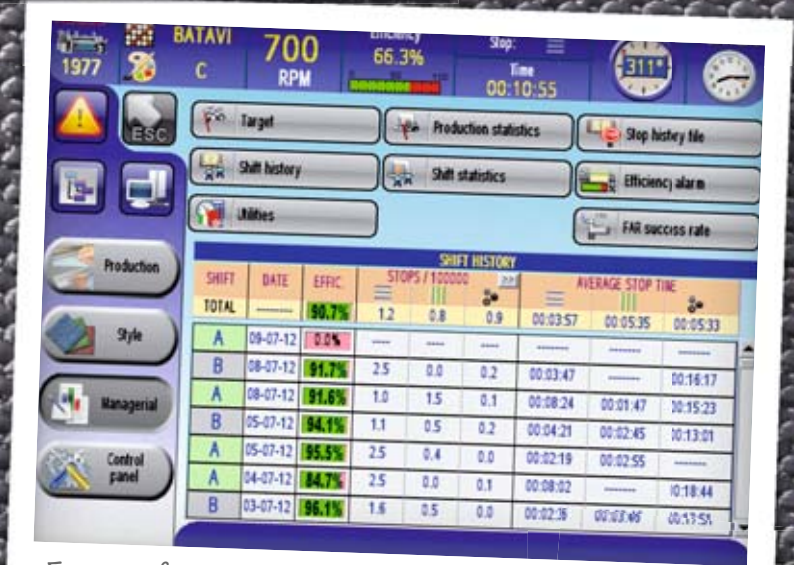 BATAVI
700
Efficiency
Stop:
1977
C
RPM
66.3%
Time
00:10:55
311°
ESC
Target
Production statistics
Stop history file
Shift history
Shift statistics
Efficiency alarm
Utilities
FAR success rate
Production
Style
Managerial
Control
panel
SHIFT HISTORY
SHIFT DATE EFFIC. STOPS / 100000 >> AVERAGE STOP TIME
TOTAL -------- 90.7% 1.2 0.8 0.9 00:03:57 00:05:35 00:05:33
A 09-07-12 0.0% ---- ---- ---- -------- -------- --------
B 08-07-12 91.7% 2.5 0.0 0.2 00:03:47 -------- 00:16:17
A 08-07-12 91.6% 1.0 1.5 0.1 00:08:24 00:01:47 00:15:23
B 05-07-12 94.1% 1.1 0.5 0.2 00:04:21 00:02:45 00:13:01
A 05-07-12 95.5% 2.5 0.4 0.0 00:02:19 00:02:55 --------
A 04-07-12 84.7% 2.5 0.0 0.1 00:08:02 -------- 00:18:44
B 03-07-12 96.1% 1.6 0.5 0.0